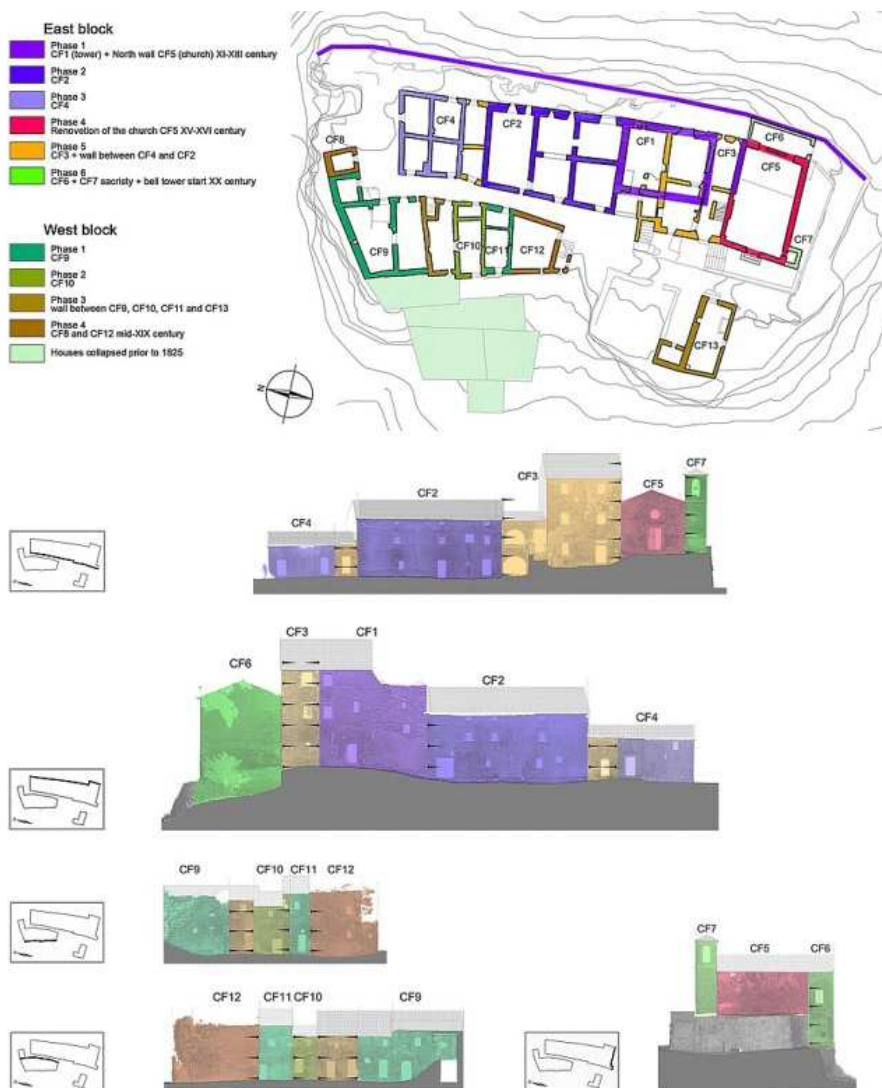 East block
Phase 1
CF1 (tower) + North wall CF5 (church) XI-XIII century
Phase 2
CF2
Phase 3
CF4
Phase 4
Renovetion of the church CF5 XV-XVI century
Phase 5
CF3 + wall between CF4 and CF2
Phase 6
CF6 + CF7 sacristy + bell tower start XX century
West block
Phase 1
CF9
Phase 2
CF10
Phase 3
wall between CF9, CF10, CF11 and CF13
Phase 4
CF8 and CF12 mid-XIX century
Houses collapsed prior to 1825
N
CF4
CF2
CF1
CF3
CF6
CF5
CF8
CF7
CF9
CF10
CF11
CF12
CF13
CF4
CF2
CF3
CF5
CF7
CF6
CF3
CF1
CF2
CF4
CF9
CF10
CF11
CF12
CF12
CF11
CF10
CF9
CF7
CF5
CF6